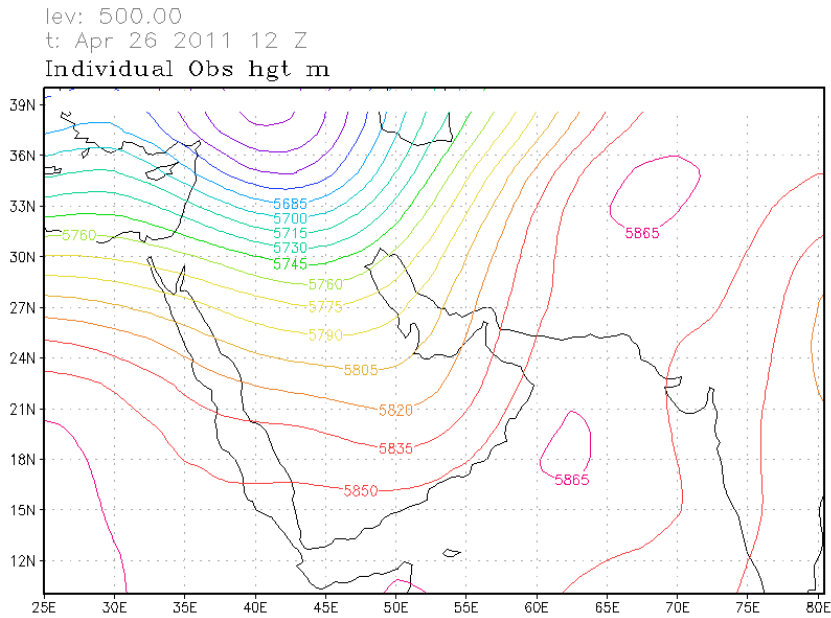 lev: 500.00
t: Apr 26 2011 12 Z
Individual Obs hgt m
39N
36N
5685
33N
5700
5865
5760
5715
5730
30N
5745
5760
5775
27N
5790
24N
5805
5820
21N
5835
18N
5865
5850
15N
12N
25E 30E 35E 40E 45E 50E 55E 60E 65E 70E 75E 80E